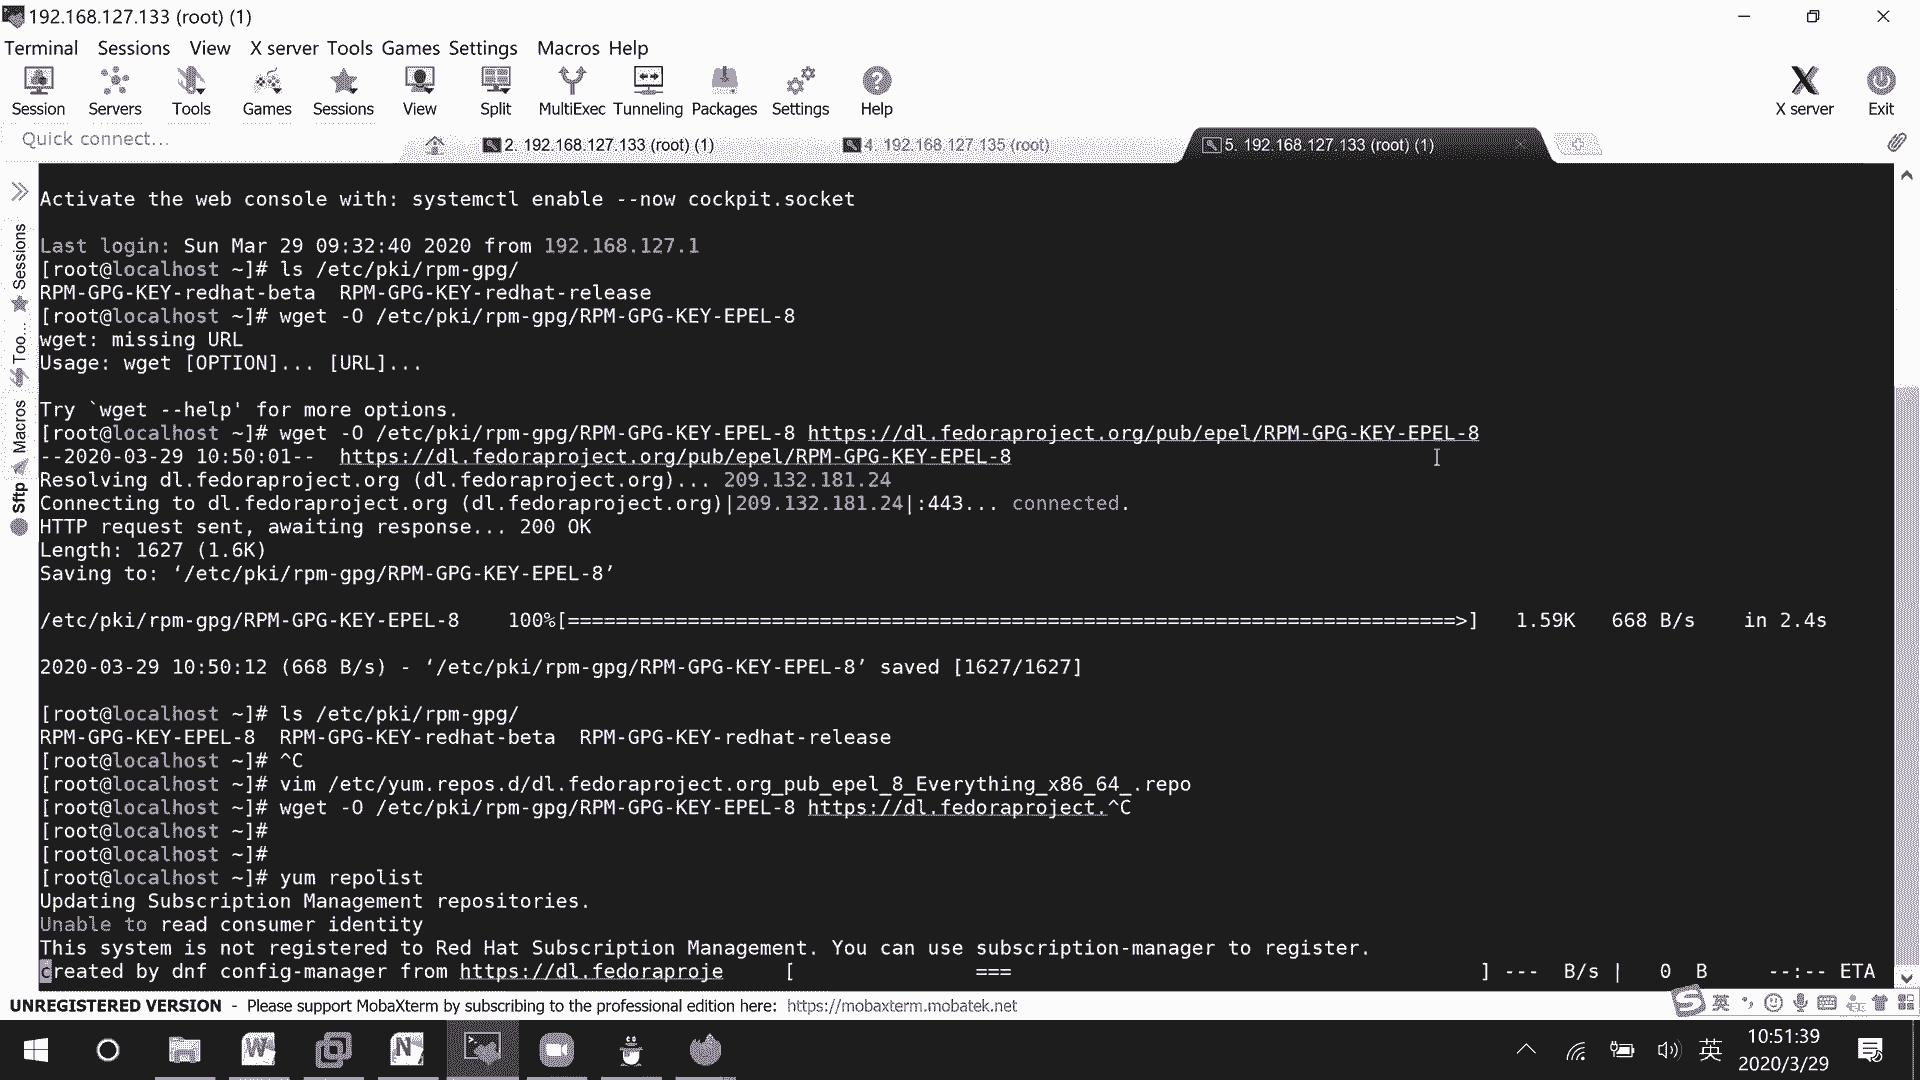 192.168.127.133 (root) (1)
Terminal Sessions View X server Tools Games Settings Macros Help
Session Servers Tools Games Sessions View Split MultiExec Tunneling Packages Settings Help X server Exit
Quick connect...
2. 192.168.127.133 (root) (1)
4. 192.168.127.135 (root)
5. 192.168.127.133 (root) (1)
Sessions
Too...
Macros
Sftp
Activate the web console with: systemctl enable --now cockpit.socket
Last login: Sun Mar 29 09:32:40 2020 from 192.168.127.1
[root@localhost ~]# ls /etc/pki/rpm-gpg/
RPM-GPG-KEY-redhat-beta  RPM-GPG-KEY-redhat-release
[root@localhost ~]# wget -O /etc/pki/rpm-gpg/RPM-GPG-KEY-EPEL-8
wget: missing URL
Usage: wget [OPTION]... [URL]...
Try `wget --help' for more options.
[root@localhost ~]# wget -O /etc/pki/rpm-gpg/RPM-GPG-KEY-EPEL-8 https://dl.fedoraproject.org/pub/epel/RPM-GPG-KEY-EPEL-8
--2020-03-29 10:50:01--  https://dl.fedoraproject.org/pub/epel/RPM-GPG-KEY-EPEL-8
Resolving dl.fedoraproject.org (dl.fedoraproject.org)... 209.132.181.24
Connecting to dl.fedoraproject.org (dl.fedoraproject.org)|209.132.181.24|:443... connected.
HTTP request sent, awaiting response... 200 OK
Length: 1627 (1.6K)
Saving to: ‘/etc/pki/rpm-gpg/RPM-GPG-KEY-EPEL-8’
/etc/pki/rpm-gpg/RPM-GPG-KEY-EPEL-8    100%[==========================================================================>]   1.59K   668 B/s    in 2.4s
2020-03-29 10:50:12 (668 B/s) - ‘/etc/pki/rpm-gpg/RPM-GPG-KEY-EPEL-8’ saved [1627/1627]
[root@localhost ~]# ls /etc/pki/rpm-gpg/
RPM-GPG-KEY-EPEL-8  RPM-GPG-KEY-redhat-beta  RPM-GPG-KEY-redhat-release
[root@localhost ~]# ^C
[root@localhost ~]# vim /etc/yum.repos.d/dl.fedoraproject.org_pub_epel_8_Everything_x86_64_.repo
[root@localhost ~]# wget -O /etc/pki/rpm-gpg/RPM-GPG-KEY-EPEL-8 https://dl.fedoraproject.^C
[root@localhost ~]#
[root@localhost ~]#
[root@localhost ~]# yum repolist
Updating Subscription Management repositories.
Unable to read consumer identity
This system is not registered to Red Hat Subscription Management. You can use subscription-manager to register.
created by dnf config-manager from https://dl.fedoraproje     [               ===                                       ] ---  B/s |   0  B     --:-- ETA
UNREGISTERED VERSION - Please support MobaXterm by subscribing to the professional edition here: https://mobaxterm.mobatek.net
英
英
10:51:39
2020/3/29